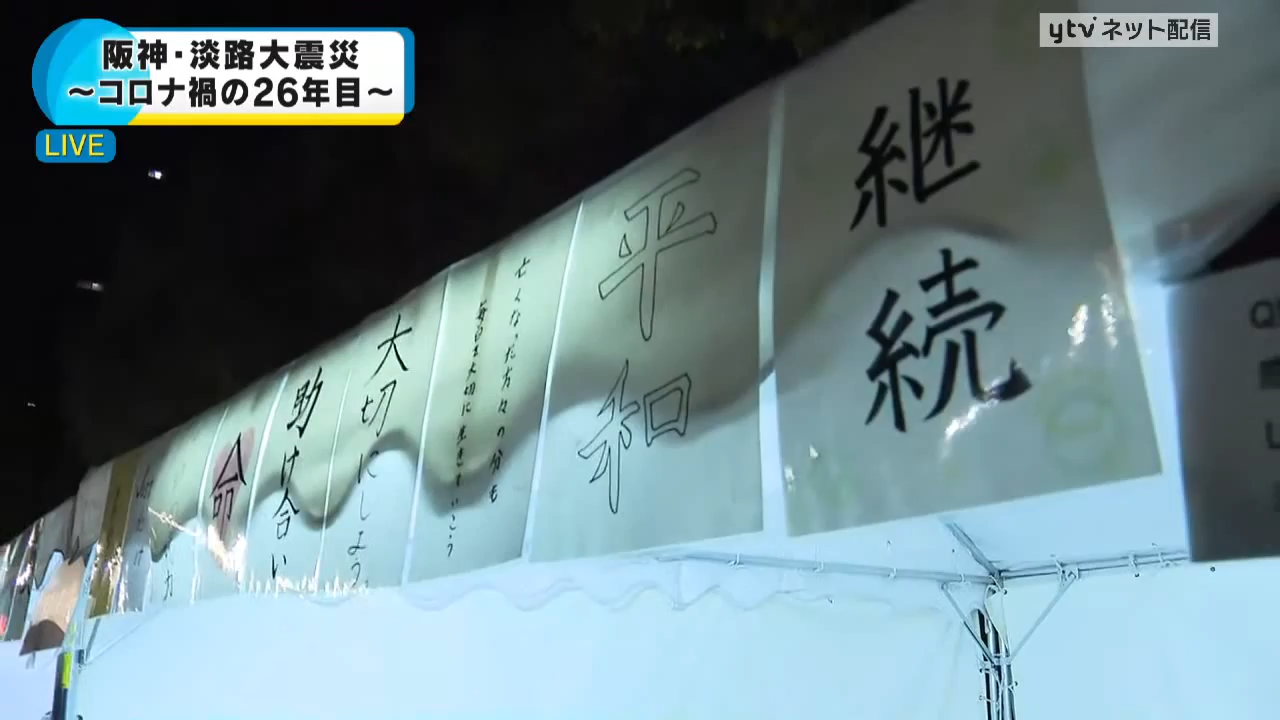 阪神・淡路大震災
～コロナ禍の26年目～
LIVE
ytv ネット配信
継続
平和
亡くなった方々の分も
毎日を大切に生きていこう
大切にしよう
助け合い
命